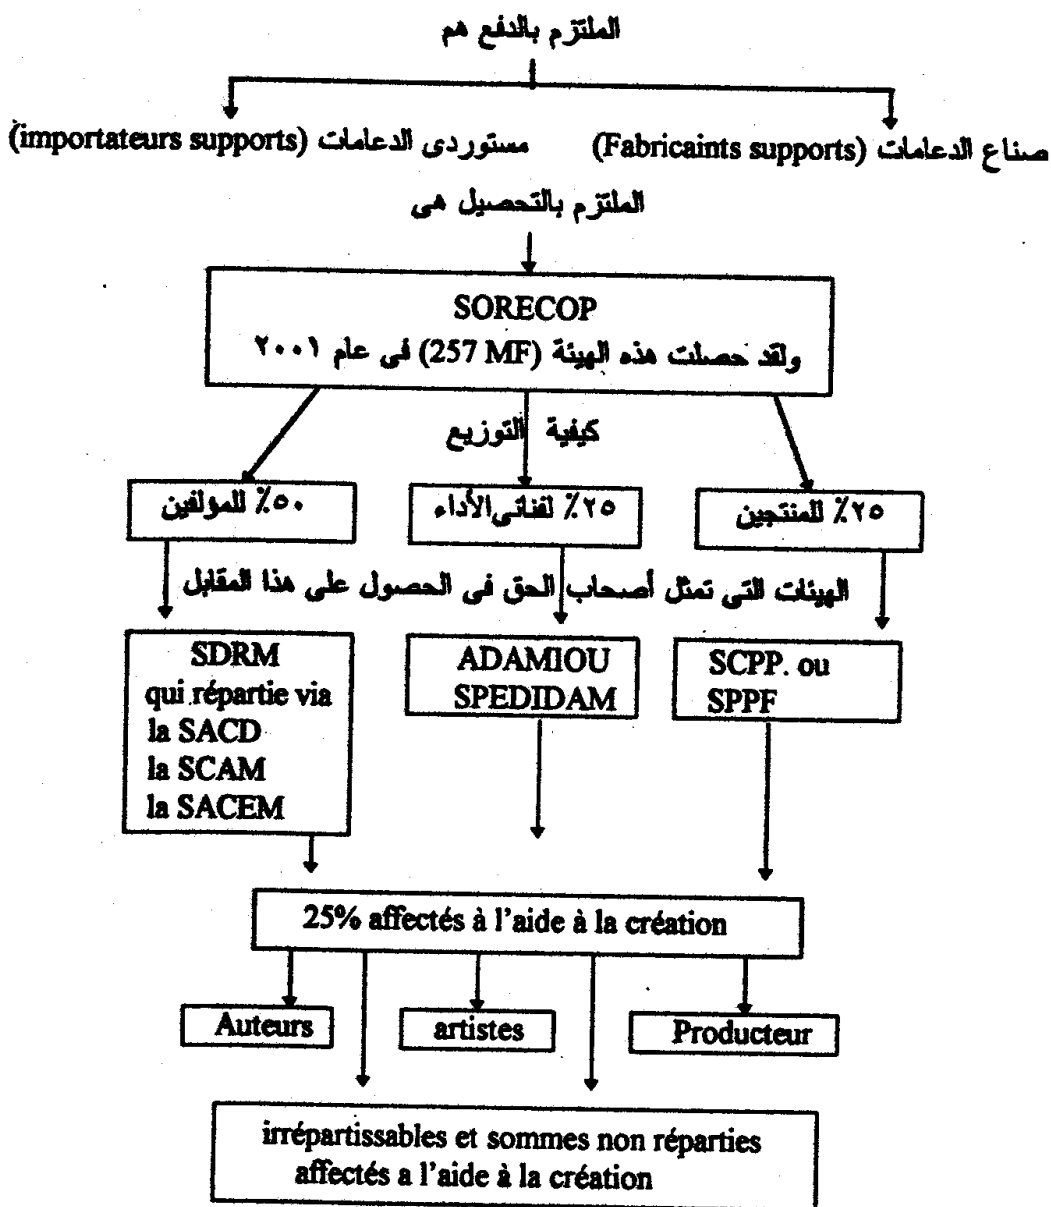 الملتزم بالدفع هم
صناع الدعامات (Fabricaints supports)
مستوردى الدعامات (importateurs supports)
الملتزم بالتحصيل هى
SORECOP
ولقد حصلت هذه الهيئة (257 MF) فى عام ٢٠٠١
كيفية التوزيع
٢٥٪ للمنتجين
٢٥٪ لفنانى الأداء
٥٠٪ للمؤلفين
الهيئات التى تمثل أصحاب الحق فى الحصول على هذا المقابل
SDRM
qui répartie via
la SACD
la SCAM
la SACEM
ADAMIOU
SPEDIDAM
SCPP. ou
SPPF
25% affectés à l'aide à la création
Auteurs
artistes
Producteur
irrépartissables et sommes non réparties
affectés a l'aide à la création